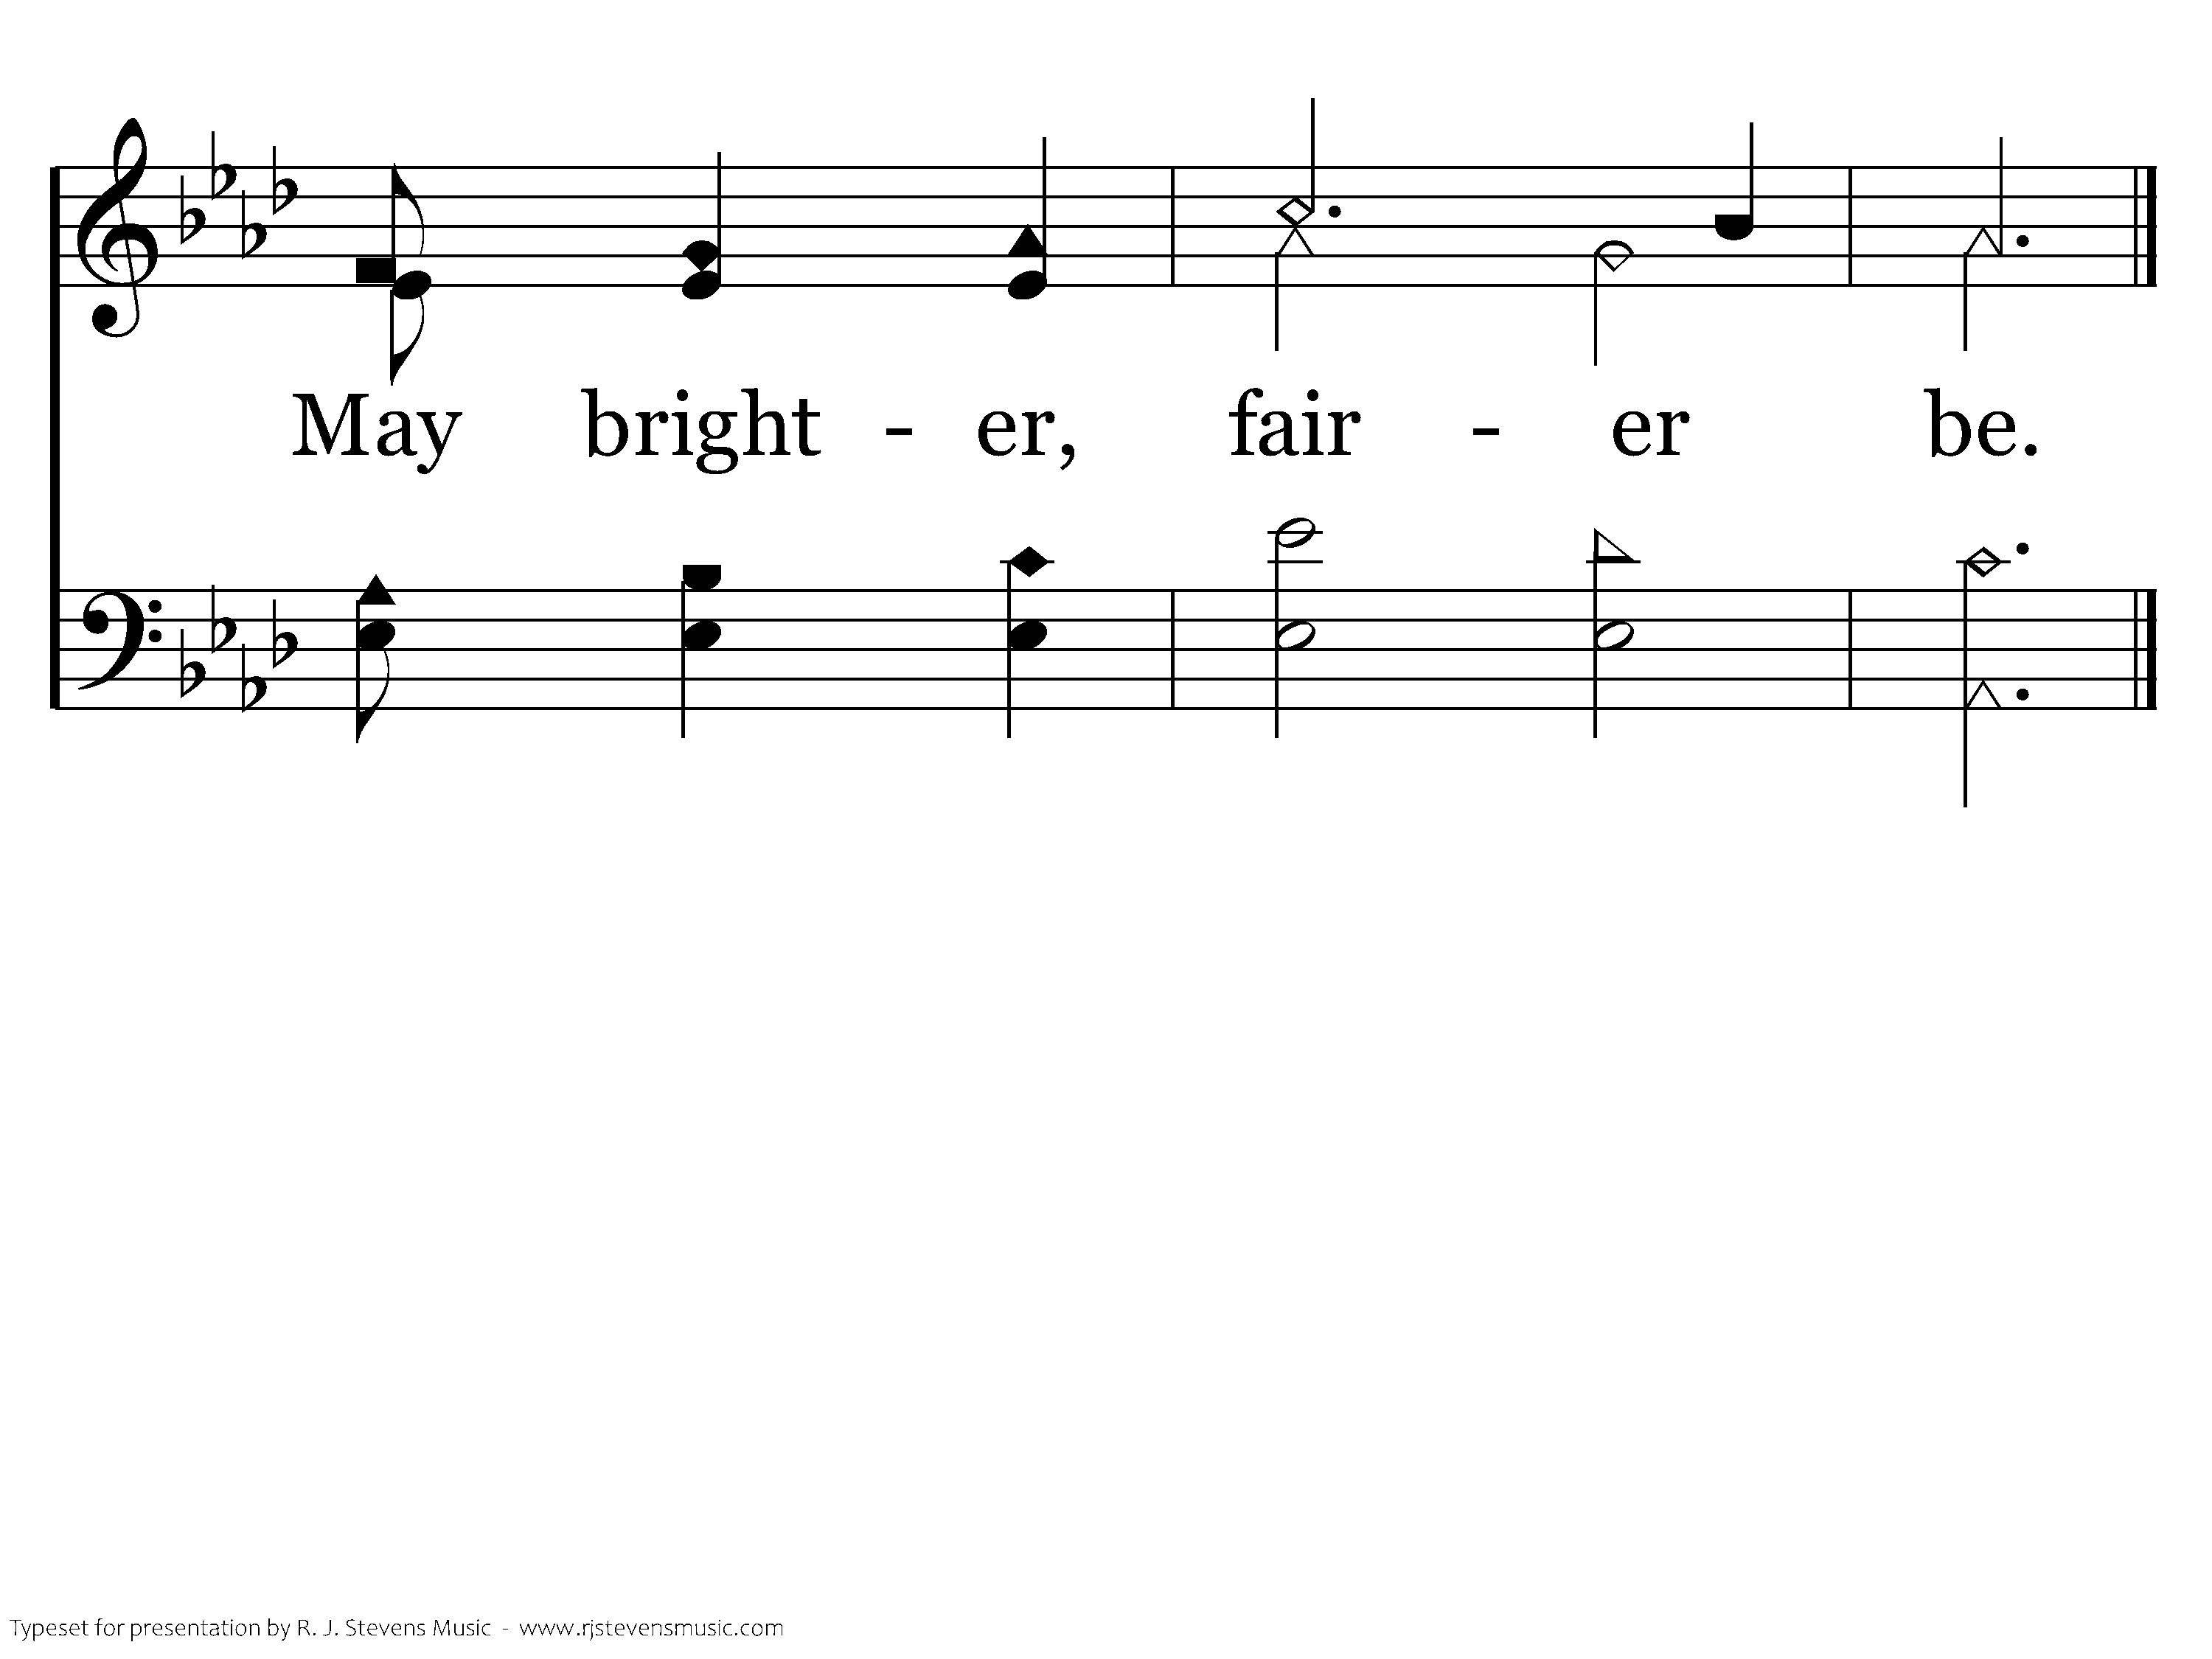 May bright - er, fair - er be.
Typeset for presentation by R. J. Stevens Music - www.rjstevensmusic.com